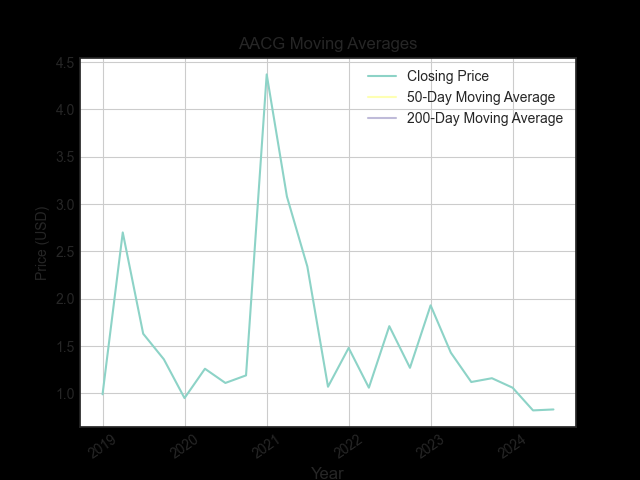 AACG Moving Averages
4.5
4.0
3.5
3.0
2.5
2.0
1.5
1.0
Price (USD)
Closing Price
50-Day Moving Average
200-Day Moving Average
2019 2020 2021 2022 2023 2024
Year